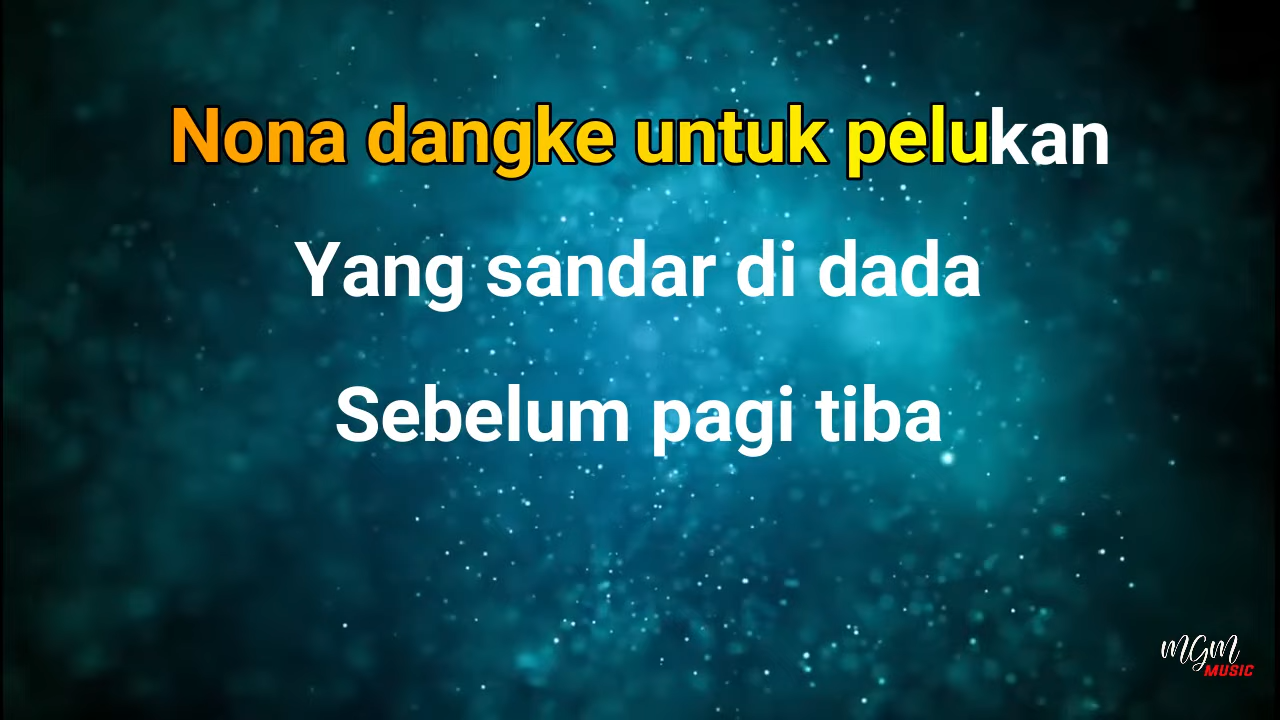 Nona dangke untuk pelukan
Yang sandar di dada
Sebelum pagi tiba
MGM
MUSIC